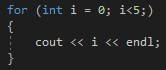 for (int i = 0; i<5;)
{
cout << i << endl;
}